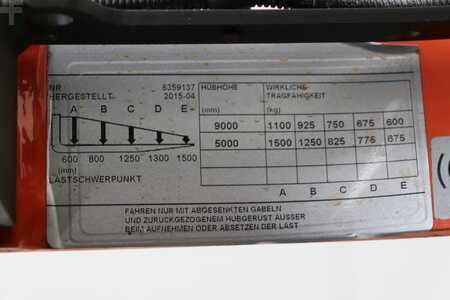 NR 6359137
HERGESTELLT. 2015-04
HUBHÖHE
WIRKLICHE
TRAGFÄHIGKEIT
(mm) (kg)
A B C D E
9000 1100 925 750 675 600
5000 1500 1250 825 775 675
600 800 1250 1300 1500
(mm)
LASTSCHWERPUNKT
A B C D E
FAHREN NUR MIT ABGESENKTEN GABELN
UND ZURÜCKGEZOGENEM HUBGERÜST AUSSER
BEIM AUFNEHMEN ODER ABSETZEN DER LAST